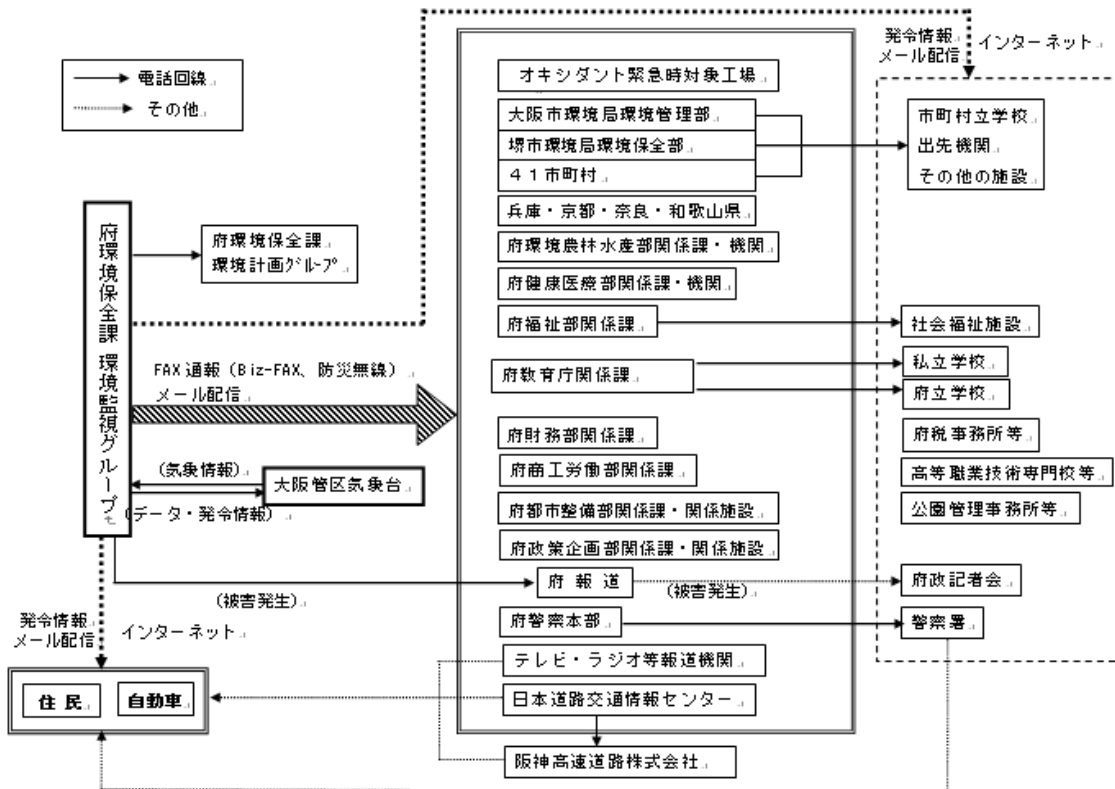 発令情報
メール配信
インターネット
電話回線
その他
オキシダント緊急時対象工場
大阪市環境局環境管理部
堺市環境局環境保全部
41市町村
兵庫・京都・奈良・和歌山県
府環境農林水産部関係課・機関
府健康医療部関係課・機関
府福祉部関係課
府教育庁関係課
府財務部関係課
府商工労働部関係課
府都市整備部関係課・関係施設
府政策企画部関係課・関係施設
府 報 道
(被害発生)
府警察本部
テレビ・ラジオ等報道機関
日本道路交通情報センター
阪神高速道路株式会社
市町村立学校
出先機関
その他の施設
社会福祉施設
私立学校
府立学校
府税事務所等
高等職業技術専門校等
公園管理事務所等
府政記者会
警察署
府環境保全課 環境監視グループ
府環境保全課
環境計画グループ
FAX 通報（Biz-FAX、防災無線）
メール配信
(気象情報)
大阪管区気象台
(データ・発令情報)
(被害発生)
発令情報
メール配信
インターネット
住 民
自動車